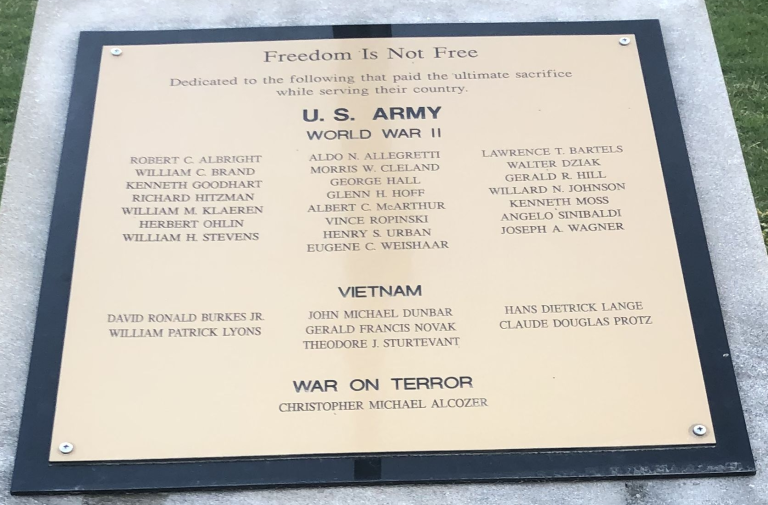 Freedom Is Not Free
Dedicated to the following that paid the ultimate sacrifice
while serving their country.
U. S. ARMY
WORLD WAR II
ROBERT C. ALBRIGHT
WILLIAM C. BRAND
KENNETH GOODHART
RICHARD HITZMAN
WILLIAM M. KLAEREN
HERBERT OHLIN
WILLIAM H. STEVENS
ALDO N. ALLEGRETTI
MORRIS W. CLELAND
GEORGE HALL
GLENN H. HOFF
ALBERT C. McARTHUR
VINCE ROPINSKI
HENRY S. URBAN
EUGENE C. WEISHAAR
LAWRENCE T. BARTELS
WALTER DZIAK
GERALD R. HILL
WILLARD N. JOHNSON
KENNETH MOSS
ANGELO SINIBALDI
JOSEPH A. WAGNER
VIETNAM
DAVID RONALD BURKES JR.
WILLIAM PATRICK LYONS
JOHN MICHAEL DUNBAR
GERALD FRANCIS NOVAK
THEODORE J. STURTEVANT
HANS DIETRICK LANGE
CLAUDE DOUGLAS PROTZ
WAR ON TERROR
CHRISTOPHER MICHAEL ALCOZER